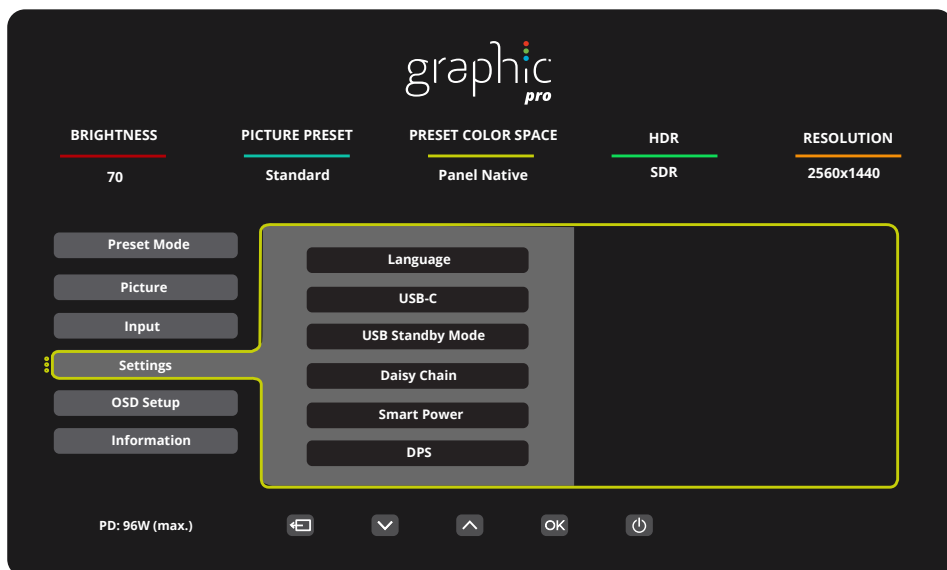 graphic
pro
BRIGHTNESS PICTURE PRESET PRESET COLOR SPACE HDR RESOLUTION
70 Standard Panel Native SDR 2560x1440
Preset Mode
Picture
Input
Settings
OSD Setup
Information
Language
USB-C
USB Standby Mode
Daisy Chain
Smart Power
DPS
PD: 96W (max.) OK